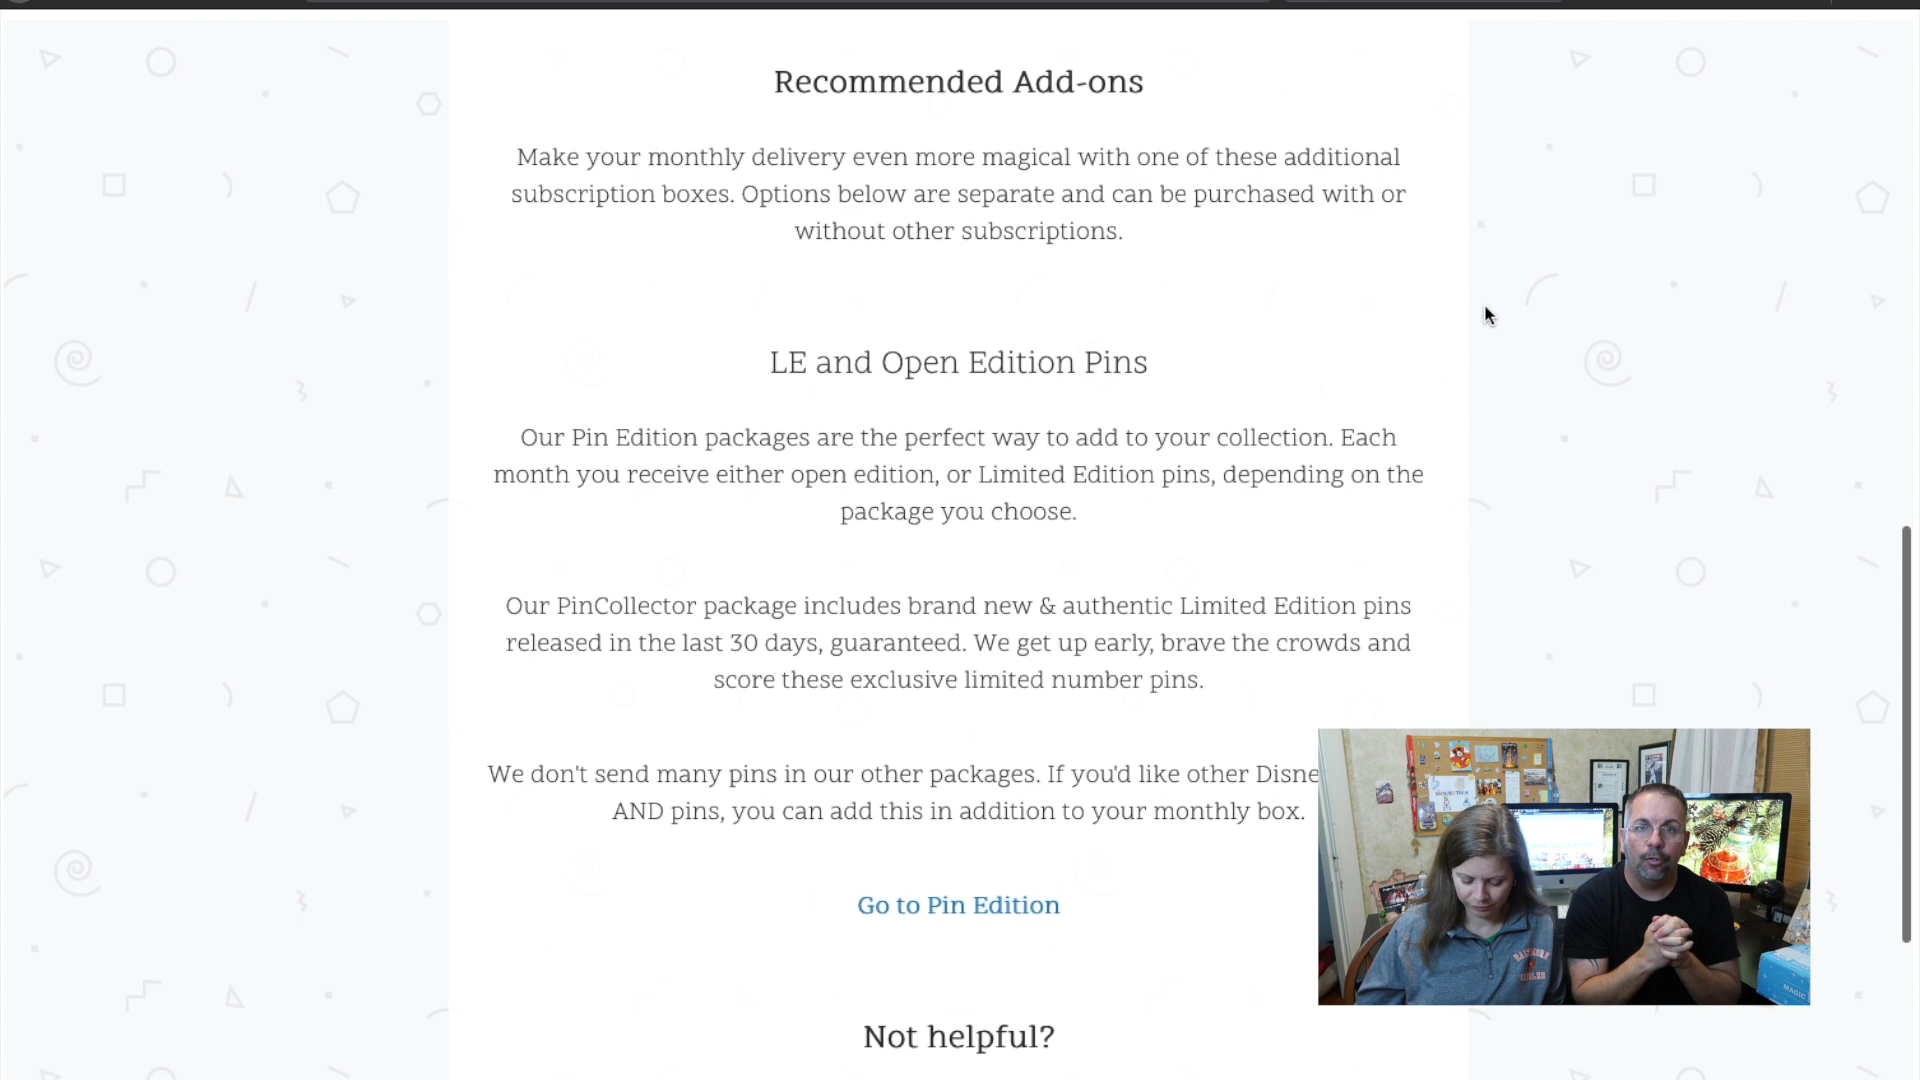 Recommended Add-ons
Make your monthly delivery even more magical with one of these additional
subscription boxes. Options below are separate and can be purchased with or
without other subscriptions.
LE and Open Edition Pins
Our Pin Edition packages are the perfect way to add to your collection. Each
month you receive either open edition, or Limited Edition pins, depending on the
package you choose.
Our PinCollector package includes brand new & authentic Limited Edition pins
released in the last 30 days, guaranteed. We get up early, brave the crowds and
score these exclusive limited number pins.
We don't send many pins in our other packages. If you'd like other Disne
AND pins, you can add this in addition to your monthly box.
Go to Pin Edition
MAGIC
Not helpful?